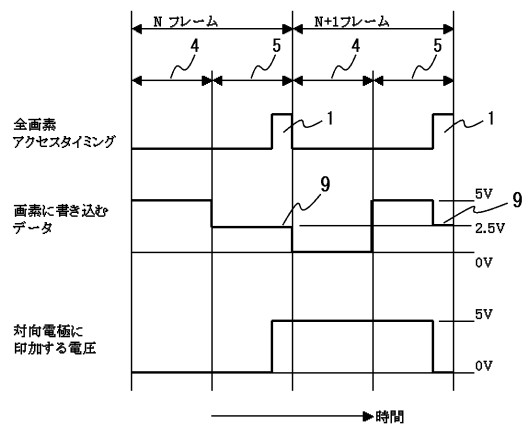 N フレーム
N+1フレーム
4
5
4
5
全画素
アクセスタイミング
1
1
画素に書き込む
データ
9
5V
9
2.5V
0V
対向電極に
印加する電圧
5V
0V
時間